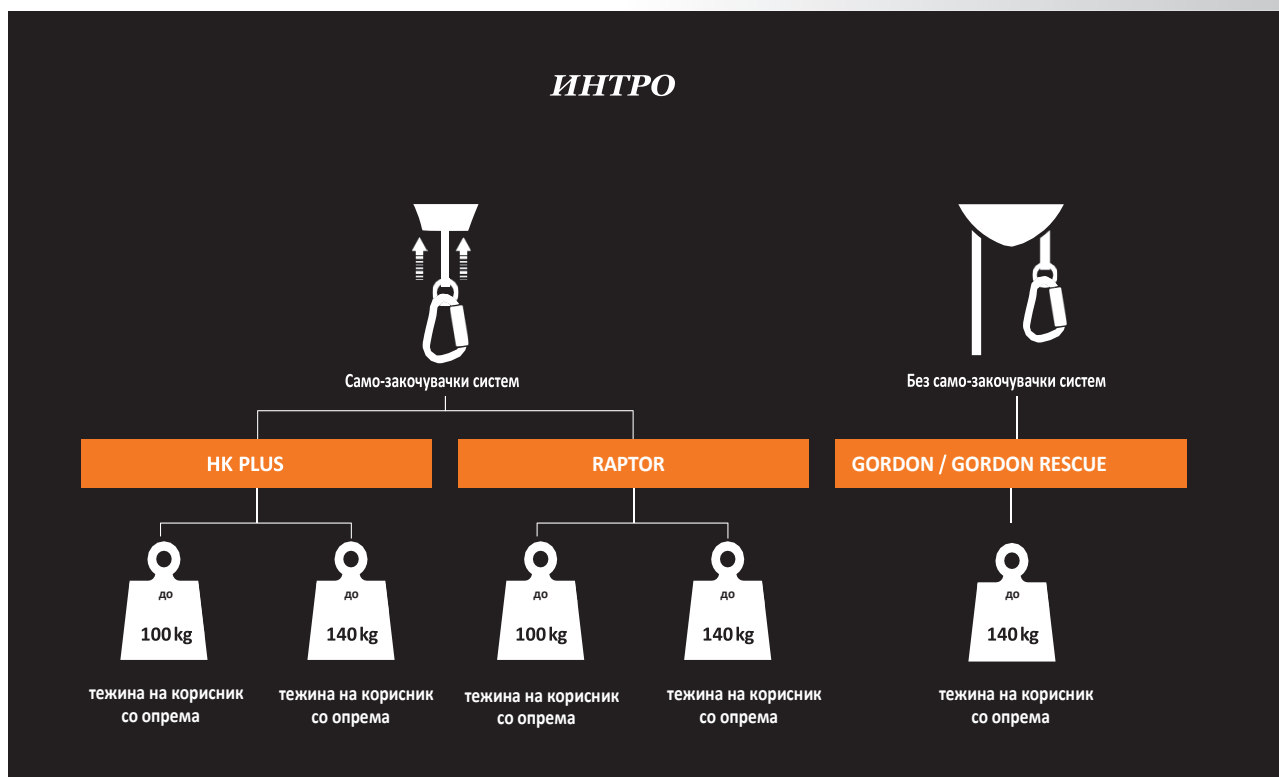 ИНТРО
Само-закочувачки систем
Без само-закочувачки систем
HK PLUS
RAPTOR
GORDON / GORDON RESCUE
до
100 kg
до
140 kg
до
100 kg
до
140 kg
до
140 kg
тежина на корисник
со опрема
тежина на корисник
со опрема
тежина на корисник
со опрема
тежина на корисник
со опрема
тежина на корисник
со опрема